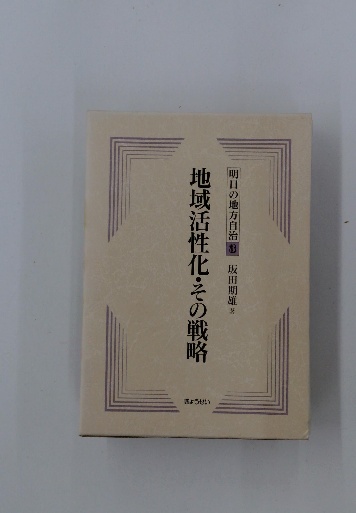 明日の地方自治
坂田期雄 著
地域活性化・その戦略
ぎょうせい